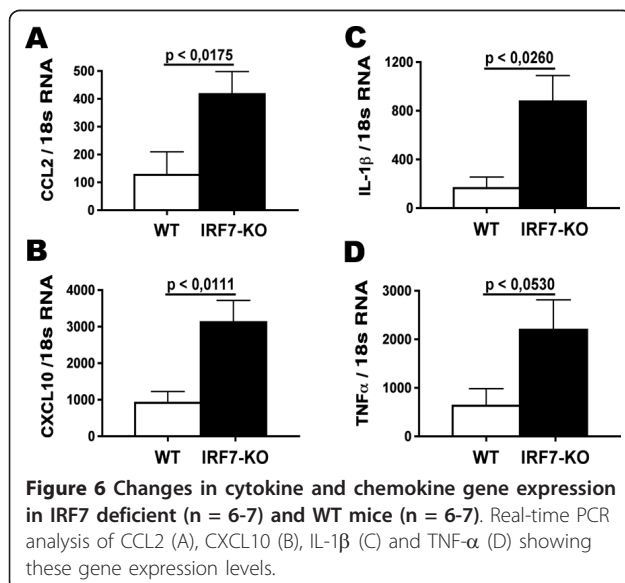 A
p < 0,0175
CCL2 / 18s RNA
500
400
300
200
100
0
WT IRF7-KO
C
p < 0,0260
IL-1β / 18s RNA
1200
800
400
0
WT IRF7-KO
B
p < 0,0111
CXCL10 /18s RNA
4000
3000
2000
1000
0
WT IRF7-KO
D
p < 0,0530
TNFα / 18s RNA
3000
2000
1000
0
WT IRF7-KO
Figure 6 Changes in cytokine and chemokine gene expression
in IRF7 deficient (n = 6-7) and WT mice (n = 6-7). Real-time PCR
analysis of CCL2 (A), CXCL10 (B), IL-1β (C) and TNF-α (D) showing
these gene expression levels.